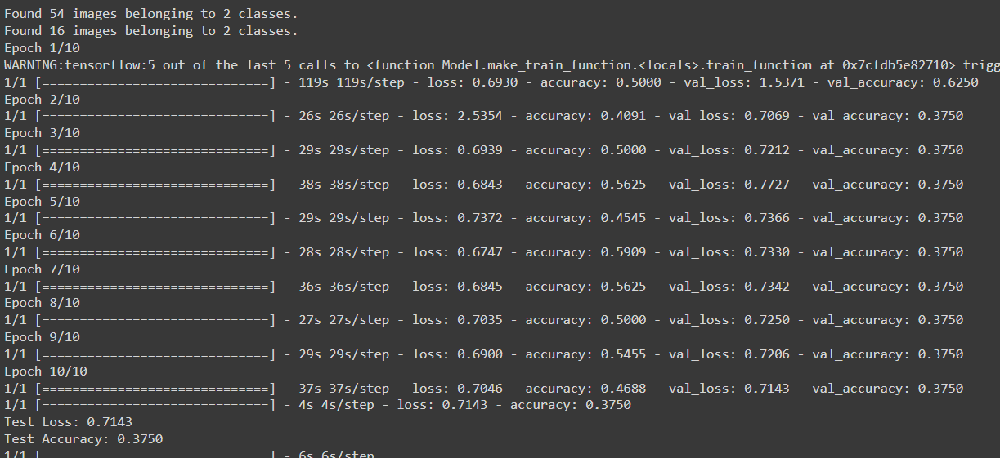 Found 54 images belonging to 2 classes.
Found 16 images belonging to 2 classes.
Epoch 1/10
WARNING:tensorflow:5 out of the last 5 calls to <function Model.make_train_function.<locals>.train_function at 0x7cfdb5e82710> trigg
1/1 [==============================] - 119s 119s/step - loss: 0.6930 - accuracy: 0.5000 - val_loss: 1.5371 - val_accuracy: 0.6250
Epoch 2/10
1/1 [==============================] - 26s 26s/step - loss: 2.5354 - accuracy: 0.4091 - val_loss: 0.7069 - val_accuracy: 0.3750
Epoch 3/10
1/1 [==============================] - 29s 29s/step - loss: 0.6939 - accuracy: 0.5000 - val_loss: 0.7212 - val_accuracy: 0.3750
Epoch 4/10
1/1 [==============================] - 38s 38s/step - loss: 0.6843 - accuracy: 0.5625 - val_loss: 0.7727 - val_accuracy: 0.3750
Epoch 5/10
1/1 [==============================] - 29s 29s/step - loss: 0.7372 - accuracy: 0.4545 - val_loss: 0.7366 - val_accuracy: 0.3750
Epoch 6/10
1/1 [==============================] - 28s 28s/step - loss: 0.6747 - accuracy: 0.5909 - val_loss: 0.7330 - val_accuracy: 0.3750
Epoch 7/10
1/1 [==============================] - 36s 36s/step - loss: 0.6845 - accuracy: 0.5625 - val_loss: 0.7342 - val_accuracy: 0.3750
Epoch 8/10
1/1 [==============================] - 27s 27s/step - loss: 0.7035 - accuracy: 0.5000 - val_loss: 0.7250 - val_accuracy: 0.3750
Epoch 9/10
1/1 [==============================] - 29s 29s/step - loss: 0.6900 - accuracy: 0.5455 - val_loss: 0.7206 - val_accuracy: 0.3750
Epoch 10/10
1/1 [==============================] - 37s 37s/step - loss: 0.7046 - accuracy: 0.4688 - val_loss: 0.7143 - val_accuracy: 0.3750
1/1 [==============================] - 4s 4s/step - loss: 0.7143 - accuracy: 0.3750
Test Loss: 0.7143
Test Accuracy: 0.3750
1/1 [==============================] - 6s 6s/step